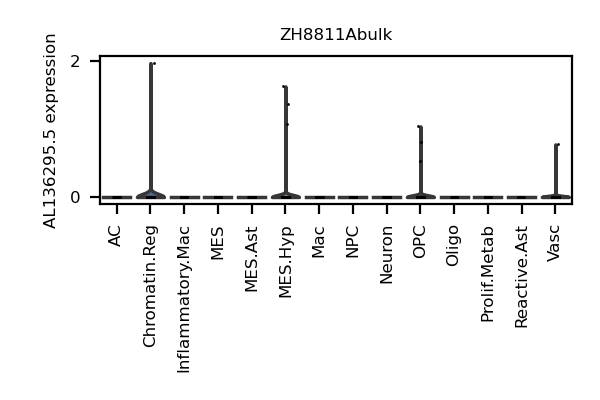 ZH8811Abulk
AL136295.5 expression
2
0
AC
Chromatin.Reg
Inflammatory.Mac
MES
MES.Ast
MES.Hyp
Mac
NPC
Neuron
OPC
Oligo
Prolif.Metab
Reactive.Ast
Vasc